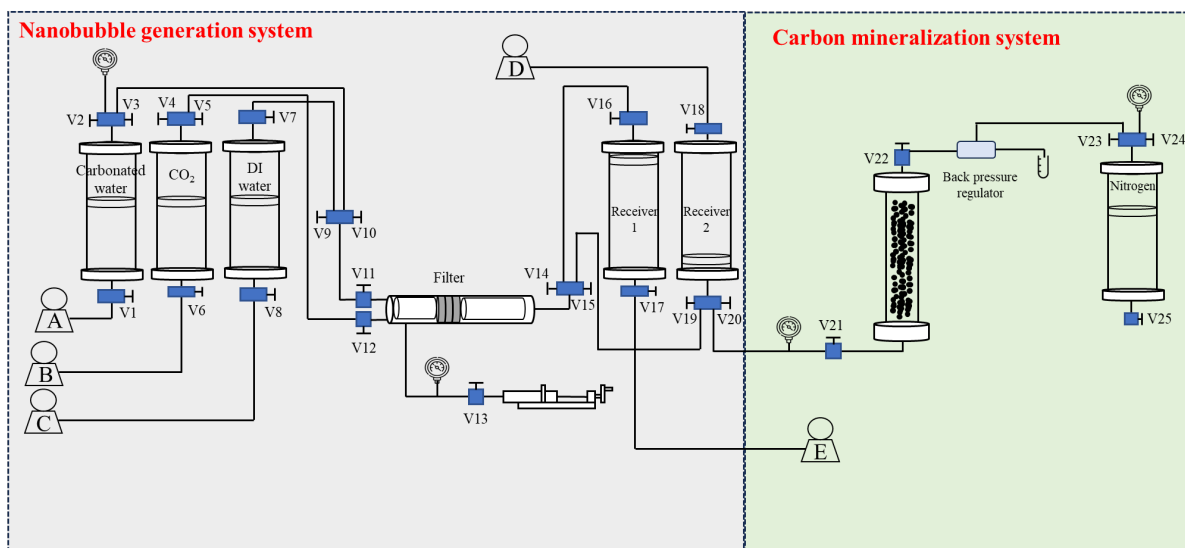 Nanobubble generation system
Carbon mineralization system
V2
V3
V4
V5
V7
Carbonated
water
CO2
DI
water
V1
V6
V8
A
B
C
D
V9
V10
V11
V12
Filter
V13
V14
V15
V16
V18
Receiver
1
Receiver
2
V17
V19
V20
E
V21
V22
Back pressure
regulator
V23
V24
Nitrogen
V25